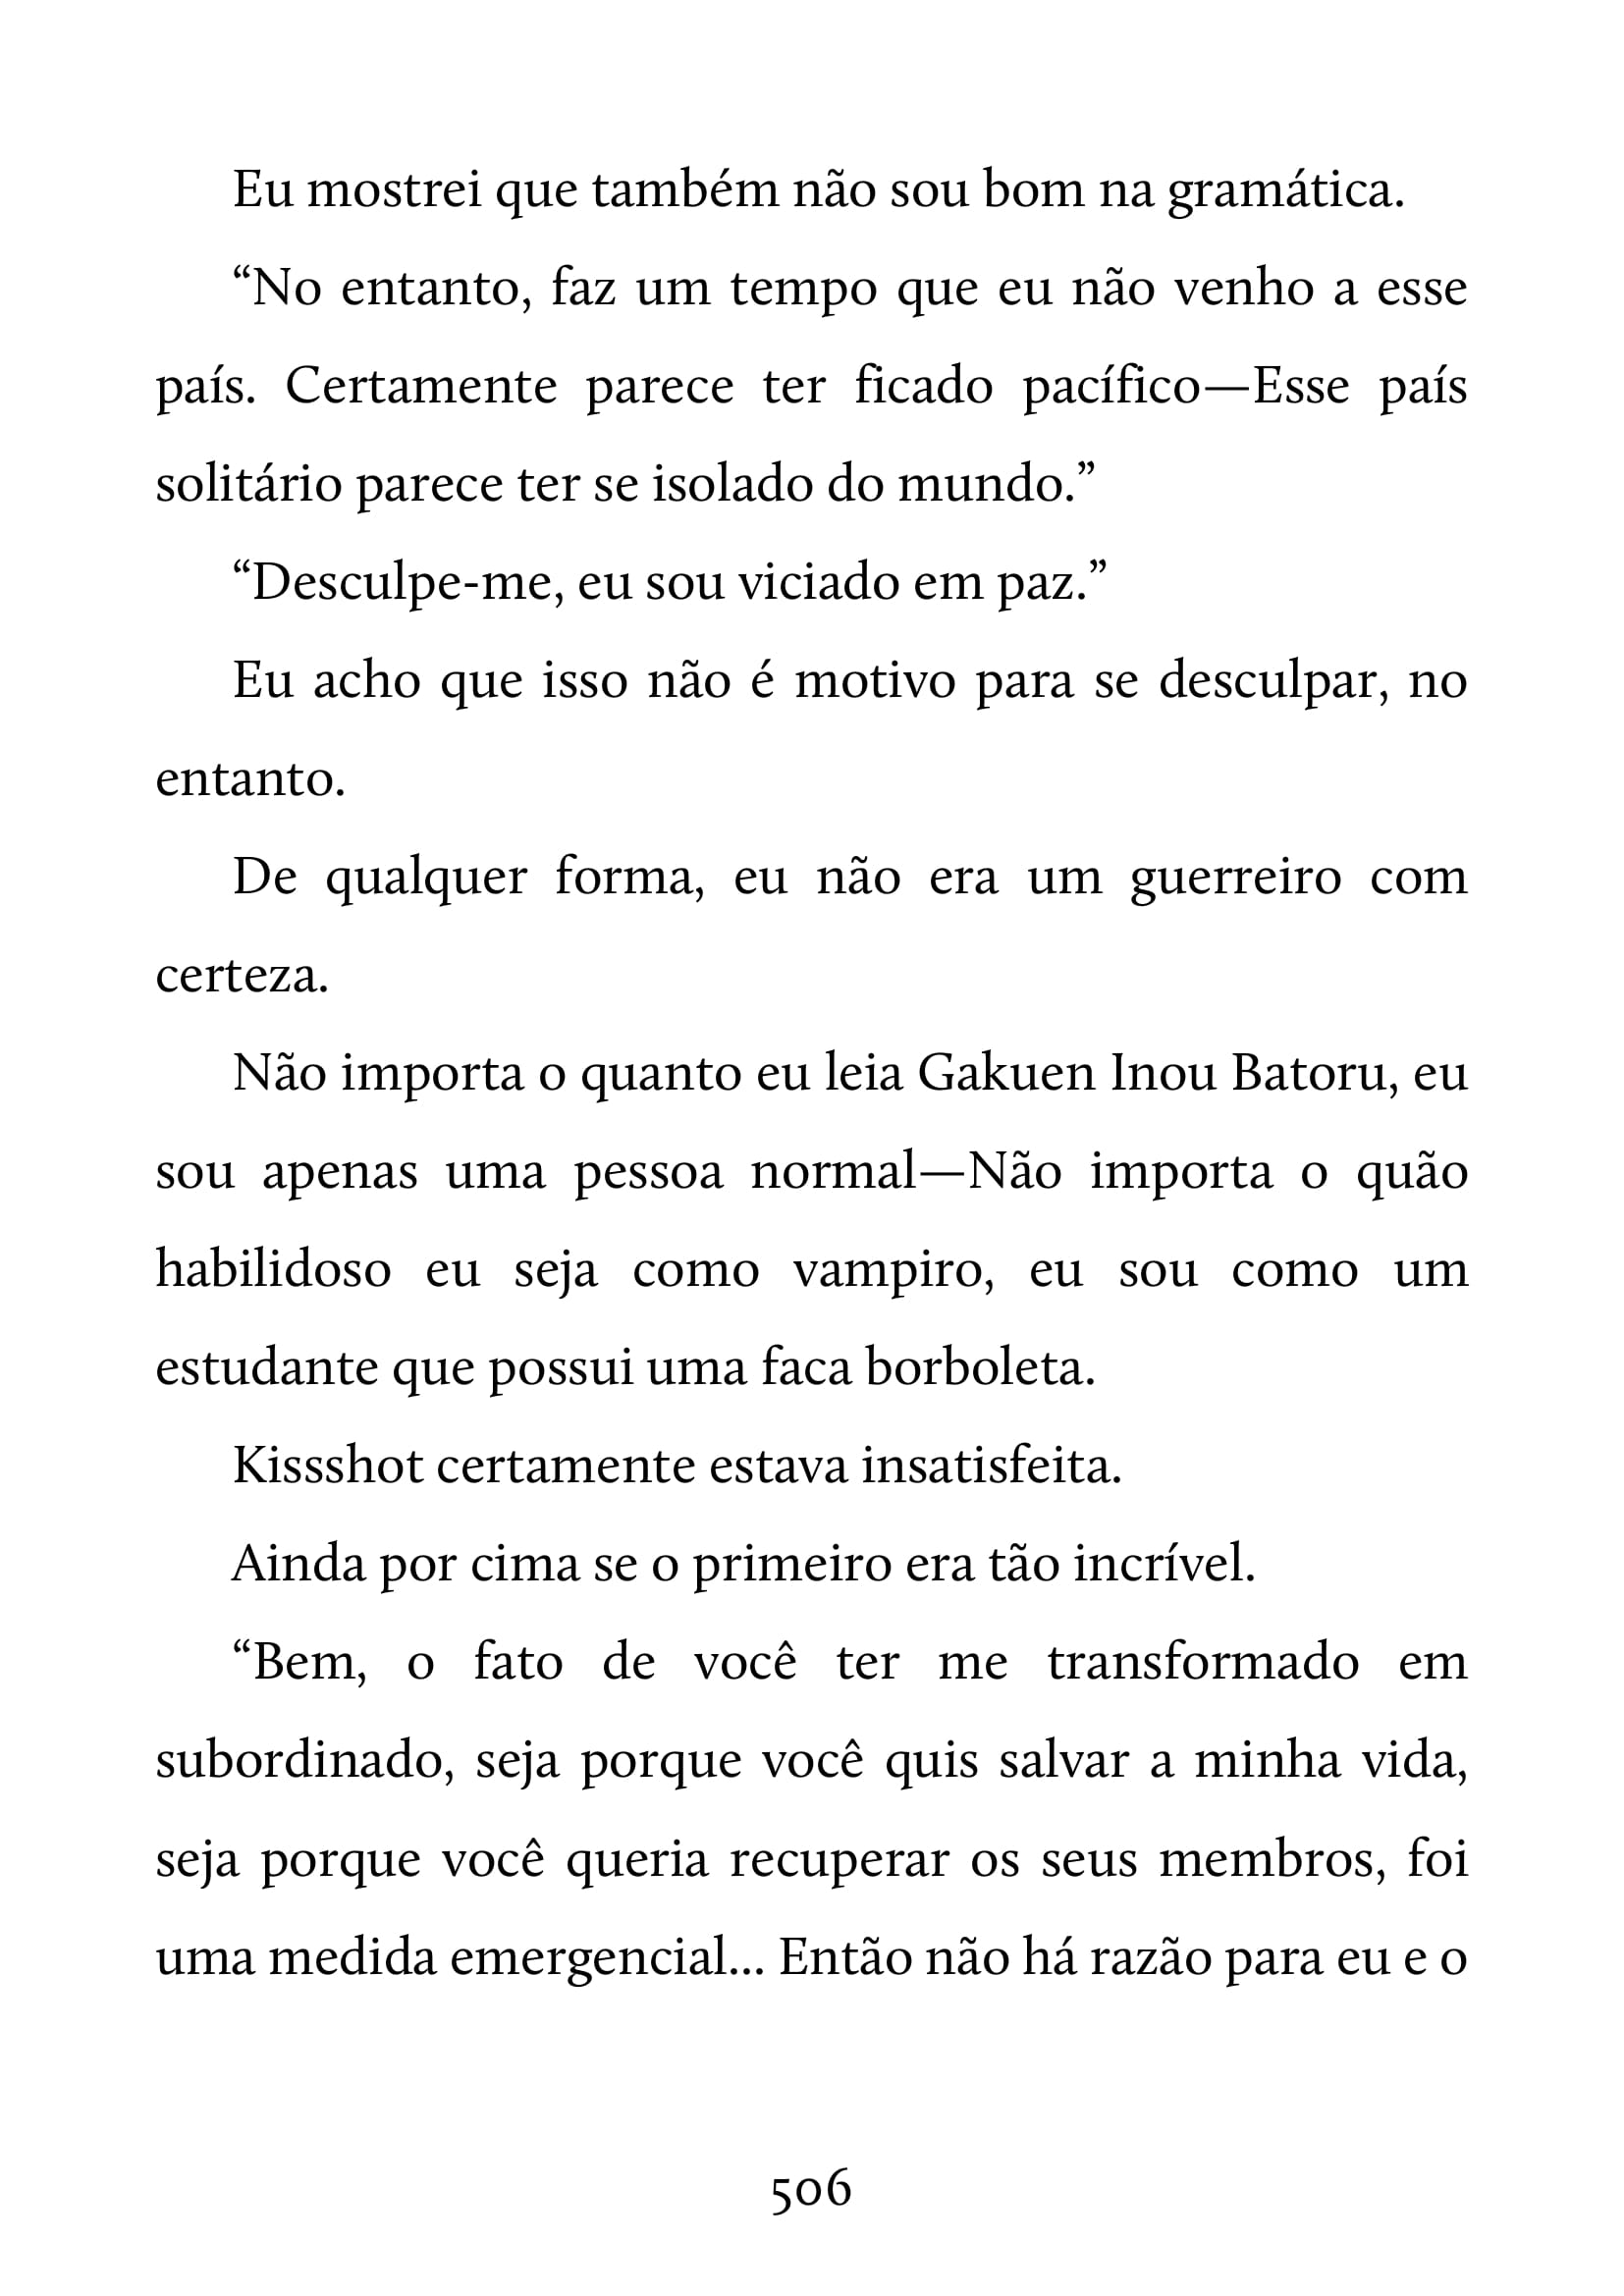 Eu mostrei que também não sou bom na gramática.
“No entanto, faz um tempo que eu não venho a esse
país. Certamente parece ter ficado pacífico—Esse país
solitário parece ter se isolado do mundo.”
“Desculpe-me, eu sou viciado em paz.”
Eu acho que isso não é motivo para se desculpar, no
entanto.
De qualquer forma, eu não era um guerreiro com
certeza.
Não importa o quanto eu leia Gakuen Inou Batoru, eu
sou apenas uma pessoa normal—Não importa o quão
habilidoso eu seja como vampiro, eu sou como um
estudante que possui uma faca borboleta.
Kissshot certamente estava insatisfeita.
Ainda por cima se o primeiro era tão incrível.
“Bem, o fato de você ter me transformado em
subordinado, seja porque você quis salvar a minha vida,
seja porque você queria recuperar os seus membros, foi
uma medida emergencial... Então não há razão para eu e o
506